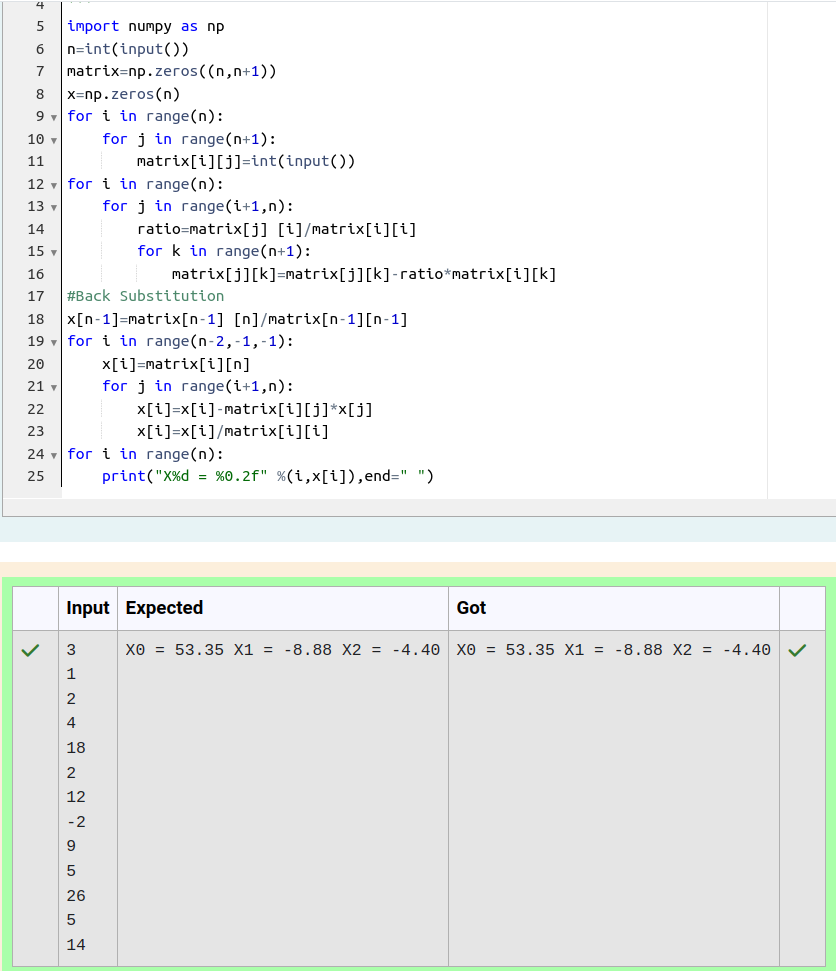 4 '''
5 import numpy as np
6 n=int(input())
7 matrix=np.zeros((n,n+1))
8 x=np.zeros(n)
9 for i in range(n):
10     for j in range(n+1):
11         matrix[i][j]=int(input())
12 for i in range(n):
13     for j in range(i+1,n):
14         ratio=matrix[j] [i]/matrix[i][i]
15         for k in range(n+1):
16             matrix[j][k]=matrix[j][k]-ratio*matrix[i][k]
17 #Back Substitution
18 x[n-1]=matrix[n-1] [n]/matrix[n-1][n-1]
19 for i in range(n-2,-1,-1):
20     x[i]=matrix[i][n]
21     for j in range(i+1,n):
22         x[i]=x[i]-matrix[i][j]*x[j]
23         x[i]=x[i]/matrix[i][i]
24 for i in range(n):
25     print("X%d = %0.2f" %(i,x[i]),end=" ")
Input Expected Got
3 X0 = 53.35 X1 = -8.88 X2 = -4.40 X0 = 53.35 X1 = -8.88 X2 = -4.40
1
2
4
18
2
12
-2
9
5
26
5
14